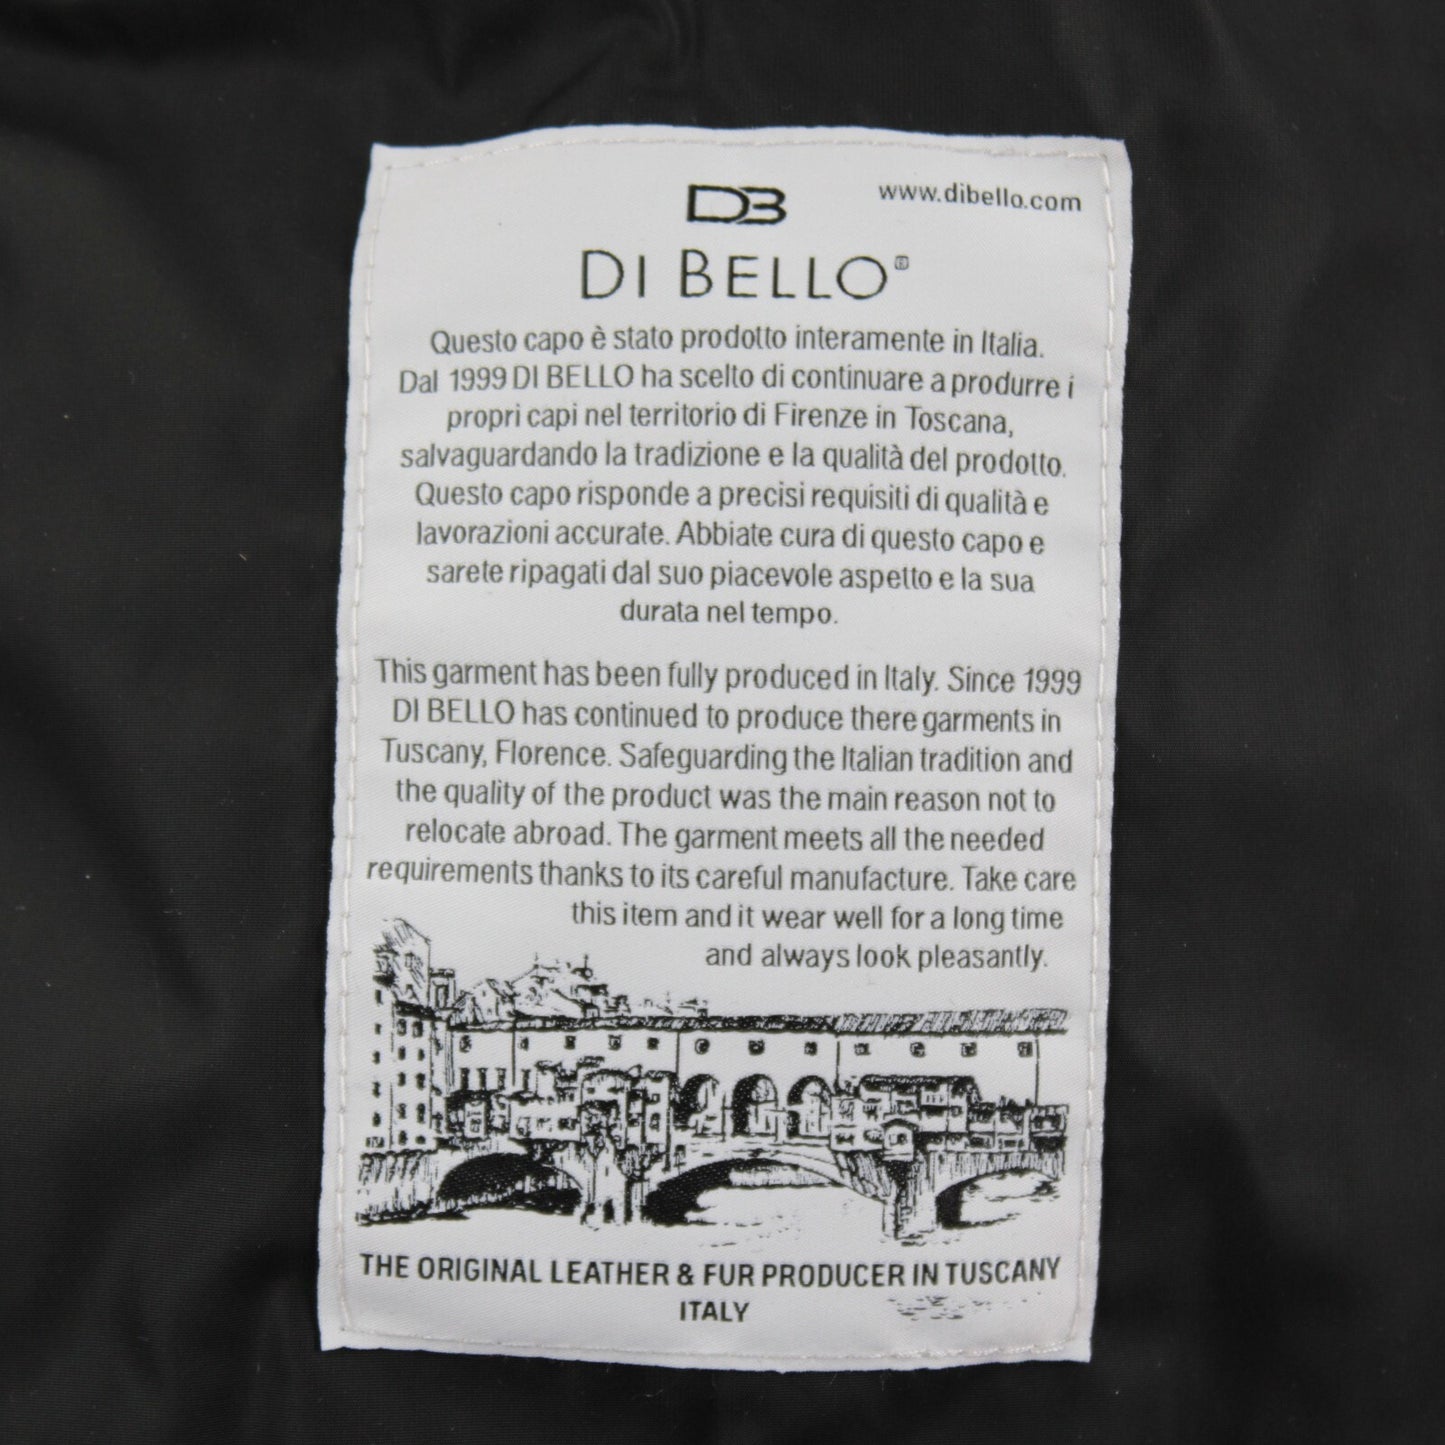 DB
www.dibello.com
DI BELLO®
Questo capo è stato prodotto interamente in Italia.
Dal 1999 DI BELLO ha scelto di continuare a produrre i
propri capi nel territorio di Firenze in Toscana,
salvaguardando la tradizione e la qualità del prodotto.
Questo capo risponde a precisi requisiti di qualità e
lavorazioni accurate. Abbiate cura di questo capo e
sarete ripagati dal suo piacevole aspetto e la sua
durata nel tempo.
This garment has been fully produced in Italy. Since 1999
DI BELLO has continued to produce there garments in
Tuscany, Florence. Safeguarding the Italian tradition and
the quality of the product was the main reason not to
relocate abroad. The garment meets all the needed
requirements thanks to its careful manufacture. Take care
this item and it wear well for a long time
and always look pleasantly.
THE ORIGINAL LEATHER & FUR PRODUCER IN TUSCANY
ITALY